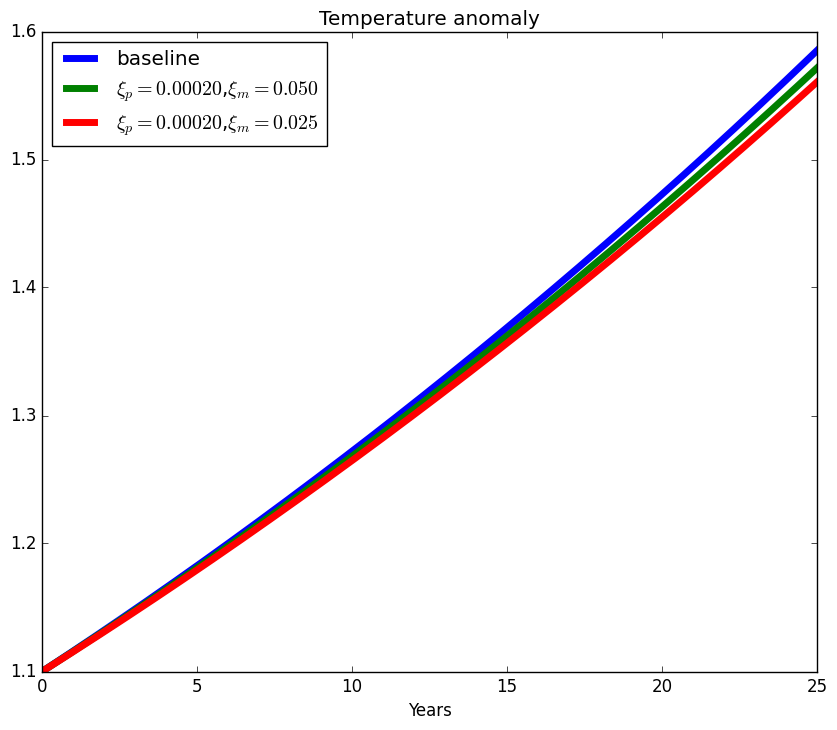 Temperature anomaly
1.6
1.5
1.4
1.3
1.2
1.1
baseline
ξₚ = 0.00020,ξₘ = 0.050
ξₚ = 0.00020,ξₘ = 0.025
0 5 10 15 20 25
Years